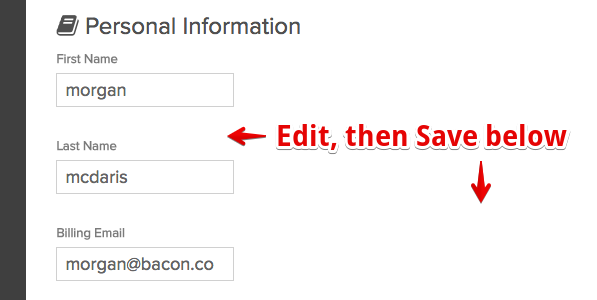 Personal Information
First Name
morgan
Edit, then Save below
Last Name
mcdaris
Billing Email
morgan@bacon.co